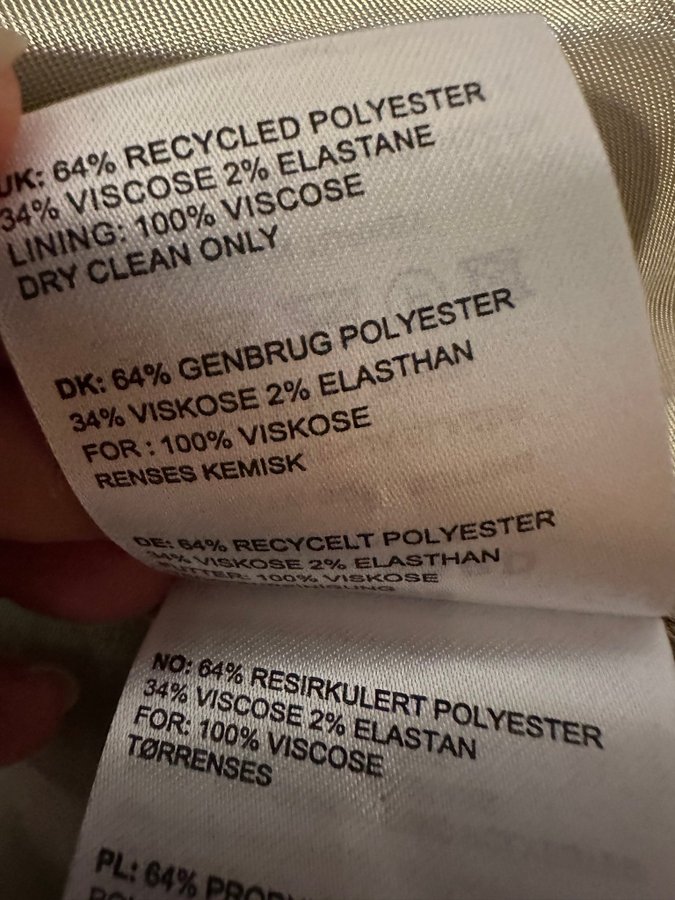 UK: 64% RECYCLED POLYESTER
34% VISCOSE 2% ELASTANE
LINING: 100% VISCOSE
DRY CLEAN ONLY
DK: 64% GENBRUG POLYESTER
34% VISKOSE 2% ELASTHAN
FOR : 100% VISKOSE
RENSES KEMISK
DE: 64% RECYCELT POLYESTER
34% VISKOSE 2% ELASTHAN
FUTTER: 100% VISKOSE
NO: 64% RESIRKULERT POLYESTER
34% VISCOSE 2% ELASTAN
FOR: 100% VISCOSE
TØRRENSES
PL: 64%